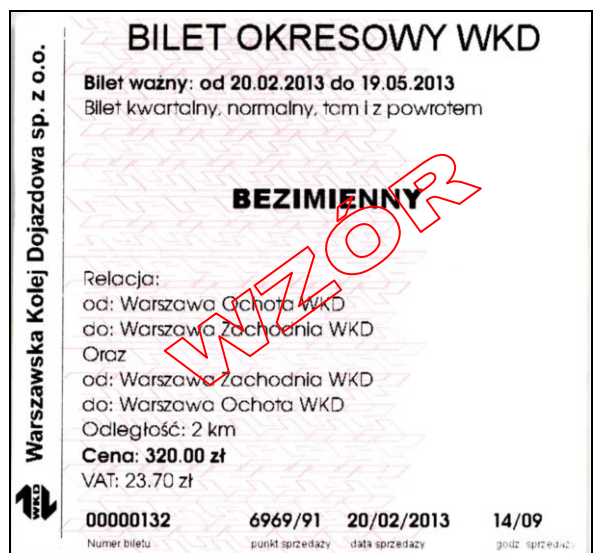 BILET OKRESOWY WKD
Bilet ważny: od 20.02.2013 do 19.05.2013
Bilet kwartalny, normalny, tam i z powrotem
BEZIMIENNY
WZÓR
Relacja:
od: Warszawa Ochota WKD
do: Warszawa Zachodnia WKD
Oraz
od: Warszawa Zachodnia WKD
do: Warszawa Ochota WKD
Odległość: 2 km
Cena: 320.00 zł
VAT: 23.70 zł
00000132 6969/91 20/02/2013 14/09
Numer biletu punkt sprzedaży data sprzedaży godz. sprzedaży
Warszawska Kolej Dojazdowa sp. z o.o.
WKD